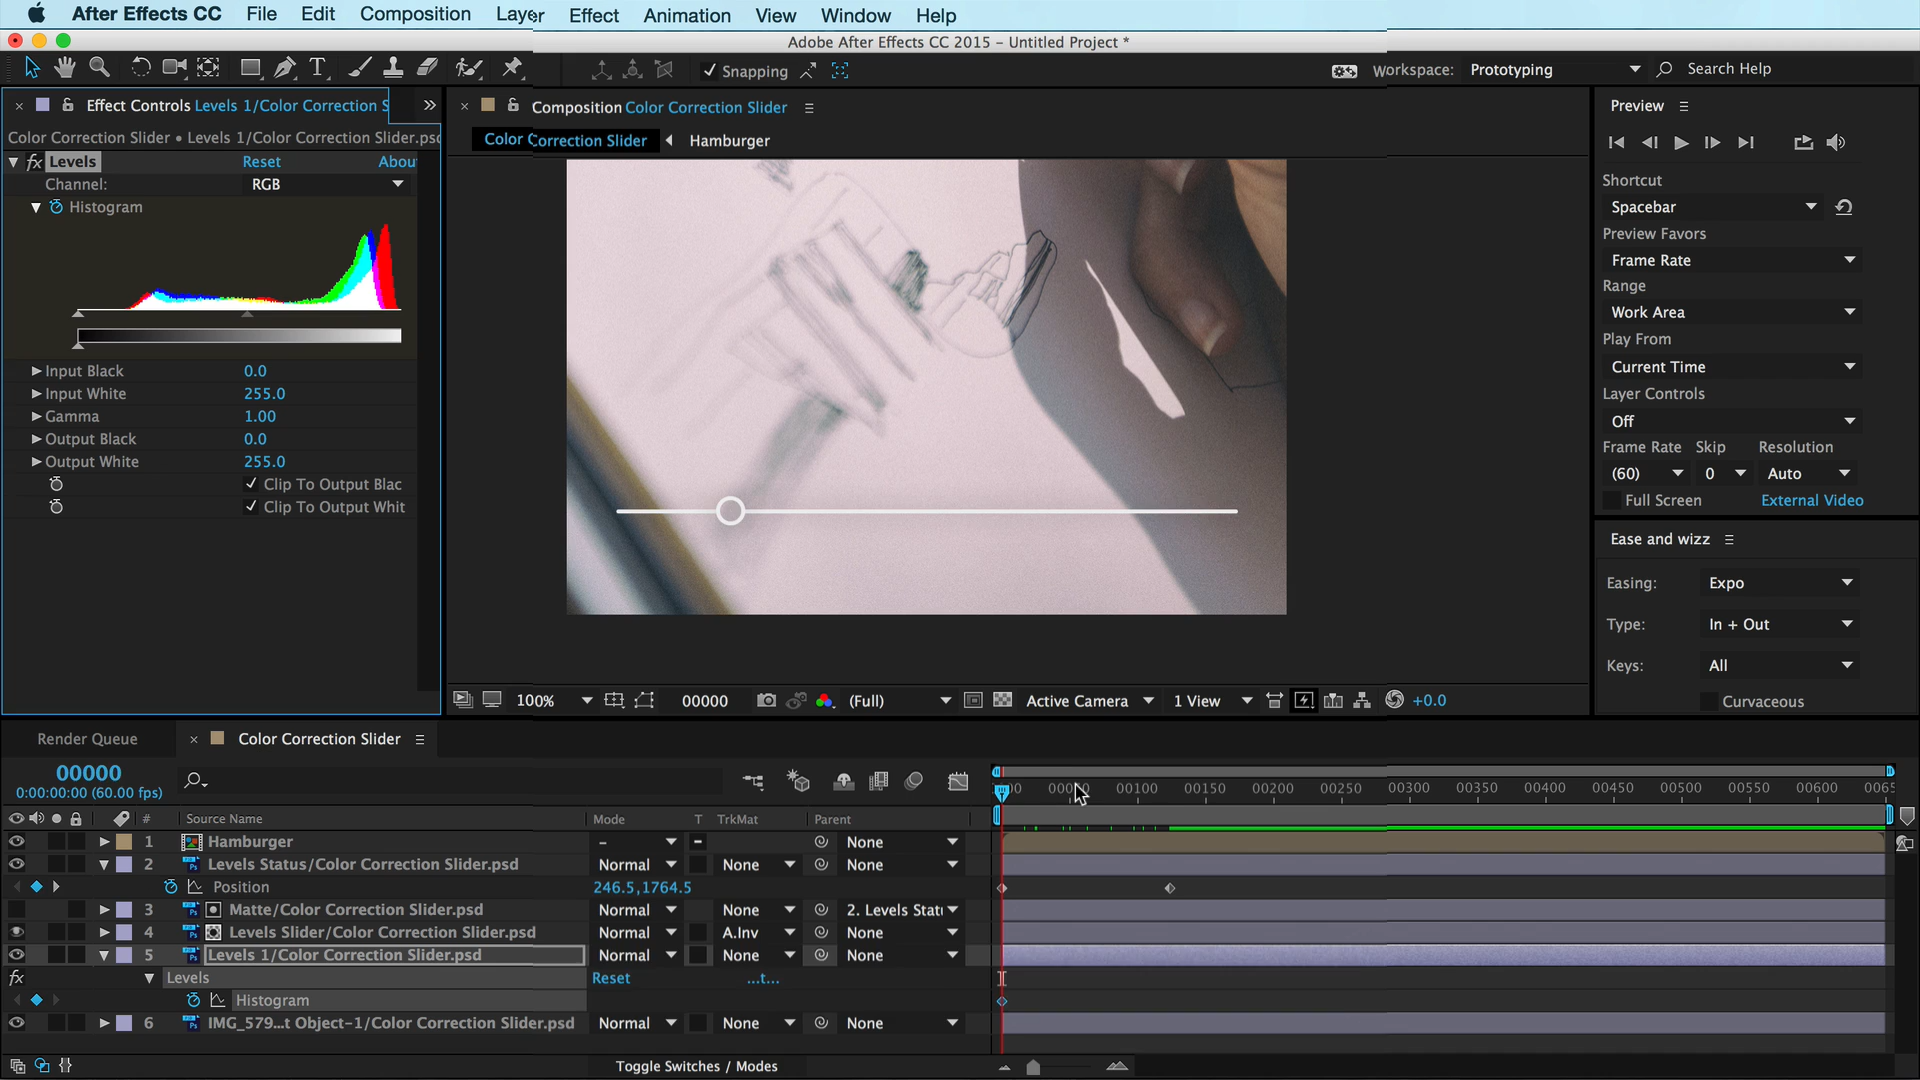 After Effects CC File Edit Composition Layer Effect Animation View Window Help
Adobe After Effects CC 2015 – Untitled Project *
Snapping Workspace: Prototyping Search Help
Effect Controls Levels 1/Color Correction S
Color Correction Slider • Levels 1/Color Correction Slider.psd
fx Levels Reset Abou
Channel: RGB
Histogram
Input Black 0.0
Input White 255.0
Gamma 1.00
Output Black 0.0
Output White 255.0
Clip To Output Blac
Clip To Output Whit
Composition Color Correction Slider
Color Correction Slider Hamburger
100% 00000 (Full) Active Camera 1 View +0.0
Preview
Shortcut
Spacebar
Preview Favors
Frame Rate
Range
Work Area
Play From
Current Time
Layer Controls
Off
Frame Rate Skip Resolution
(60) 0 Auto
Full Screen External Video
Ease and wizz
Easing: Expo
Type: In + Out
Keys: All
Curvaceous
Render Queue Color Correction Slider
00000
0:00:00:00 (60.00 fps)
00100 00150 00200 00250 00300 00350 00400 00450 00500 00550 00600 0065
# Source Name Mode T TrkMat Parent
1 Hamburger – None
2 Levels Status/Color Correction Slider.psd Normal None None
Position 246.5,1764.5
3 Matte/Color Correction Slider.psd Normal None 2. Levels Stat
4 Levels Slider/Color Correction Slider.psd Normal A.Inv None
5 Levels 1/Color Correction Slider.psd Normal None None
fx Levels Reset ...t...
Histogram
6 IMG_579...t Object-1/Color Correction Slider.psd Normal None None
Toggle Switches / Modes